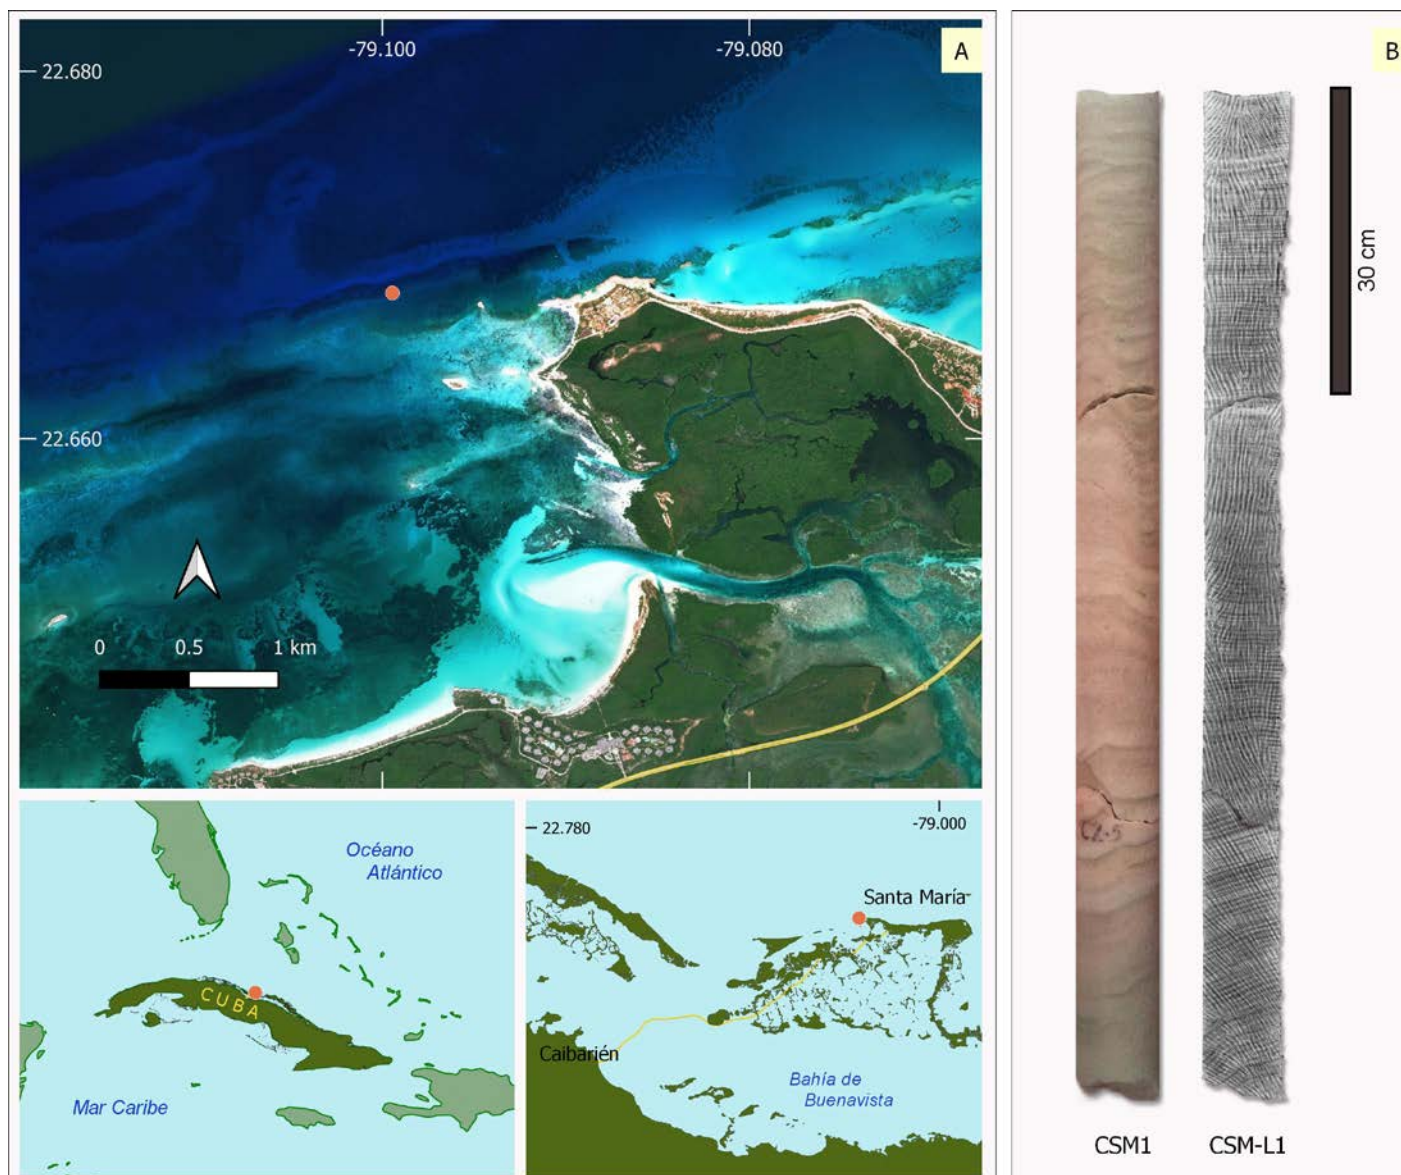 A
-79.100
-79.080
22.680
22.660
0 0.5 1 km
Océano
Atlántico
CUBA
Mar Caribe
22.780
-79.000
Santa María
Caibarién
Bahía de
Buenavista
B
30 cm
CSM1
CSM-L1